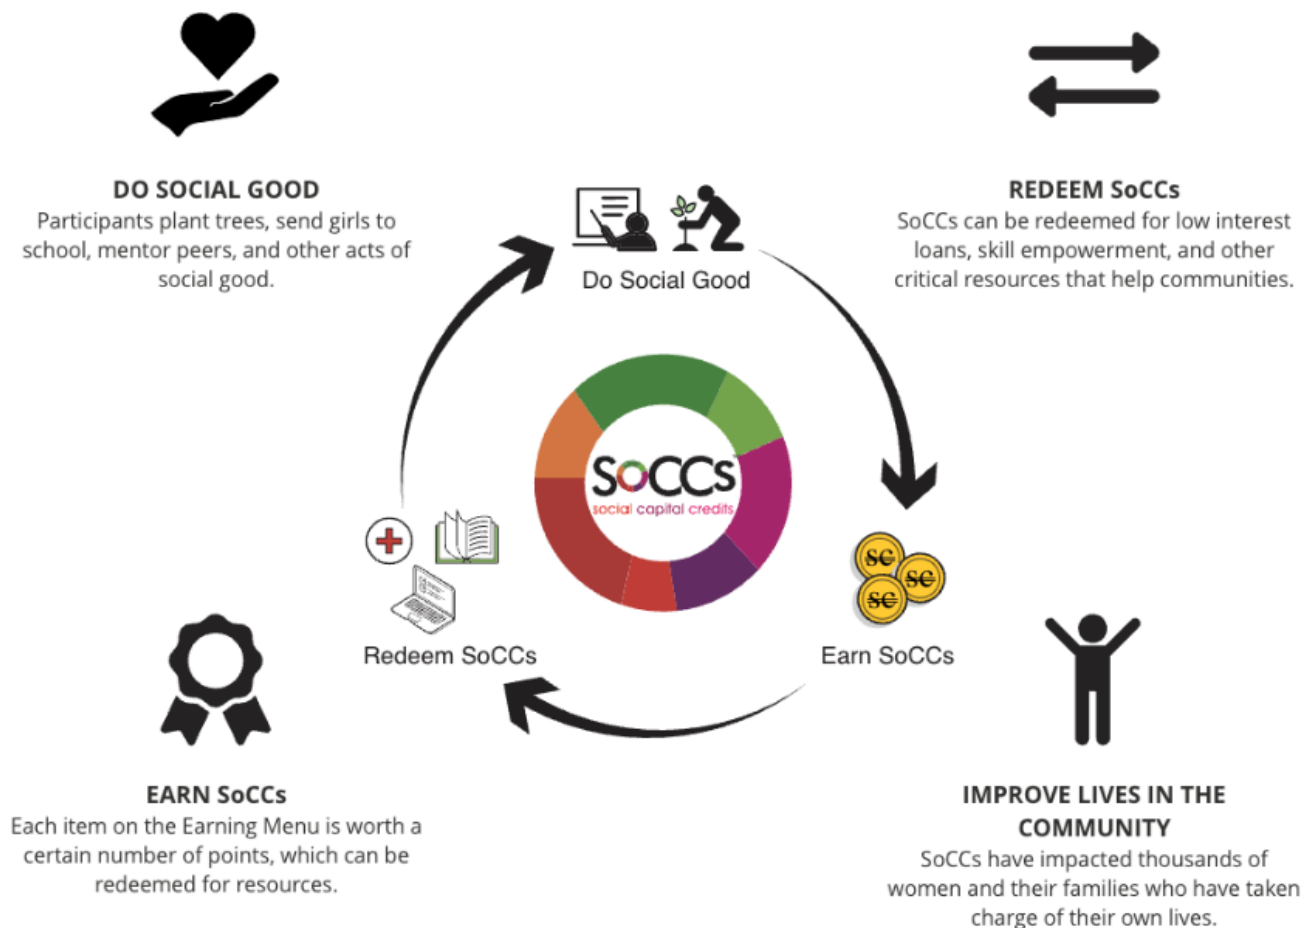 DO SOCIAL GOOD
Participants plant trees, send girls to
school, mentor peers, and other acts of
social good.
REDEEM SoCCs
SoCCs can be redeemed for low interest
loans, skill empowerment, and other
critical resources that help communities.
Do Social Good
SoCCs
social capital credits
SC
SC
SC
Redeem SoCCs
Earn SoCCs
EARN SoCCs
Each item on the Earning Menu is worth a
certain number of points, which can be
redeemed for resources.
IMPROVE LIVES IN THE
COMMUNITY
SoCCs have impacted thousands of
women and their families who have taken
charge of their own lives.